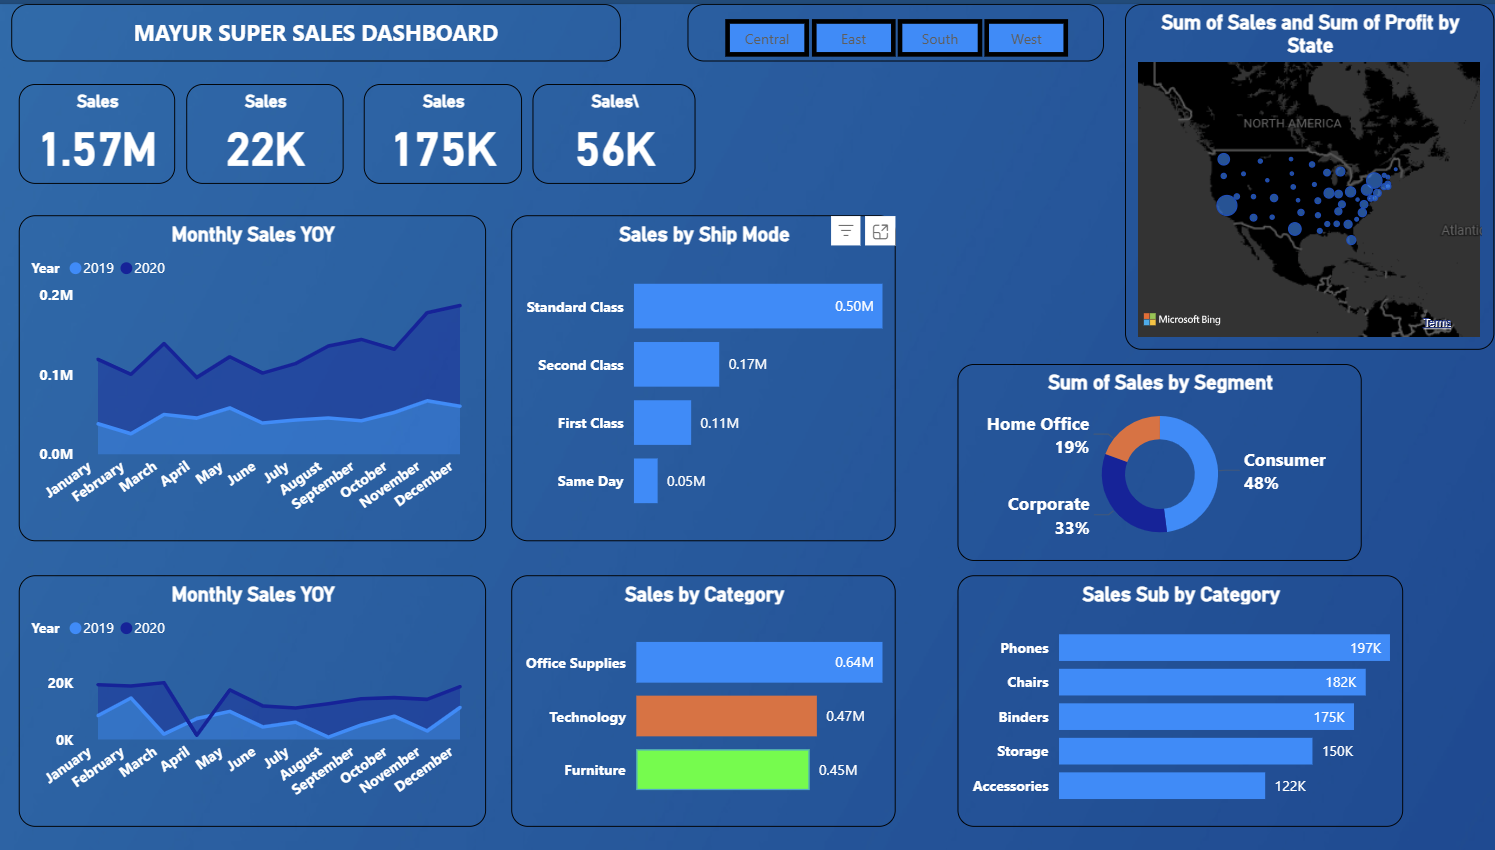 MAYUR SUPER SALES DASHBOARD
Central
East
South
West
Sum of Sales and Sum of Profit by
State
NORTH AMERICA
Atlantic
Microsoft Bing
Terms
Sales
1.57M
Sales
22K
Sales
175K
Sales\
56K
Monthly Sales YOY
Year 2019 2020
0.2M
0.1M
0.0M
January
February
March
April
May
June
July
August
September
October
November
December
Sales by Ship Mode
Standard Class 0.50M
Second Class 0.17M
First Class 0.11M
Same Day 0.05M
Sum of Sales by Segment
Home Office
19%
Consumer
48%
Corporate
33%
Monthly Sales YOY
Year 2019 2020
20K
0K
January
February
March
April
May
June
July
August
September
October
November
December
Sales by Category
Office Supplies 0.64M
Technology 0.47M
Furniture 0.45M
Sales Sub by Category
Phones 197K
Chairs 182K
Binders 175K
Storage 150K
Accessories 122K